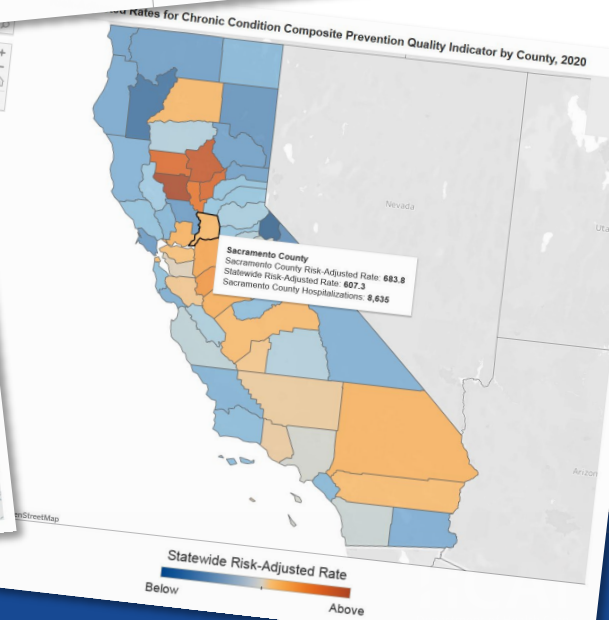 Rates for Chronic Condition Composite Prevention Quality Indicator by County, 2020
Nevada
Sacramento County
Sacramento County Risk-Adjusted Rate: 683.8
Statewide Risk-Adjusted Rate: 607.3
Sacramento County Hospitalizations: 8,635
Statewide Risk-Adjusted Rate
Below
Above